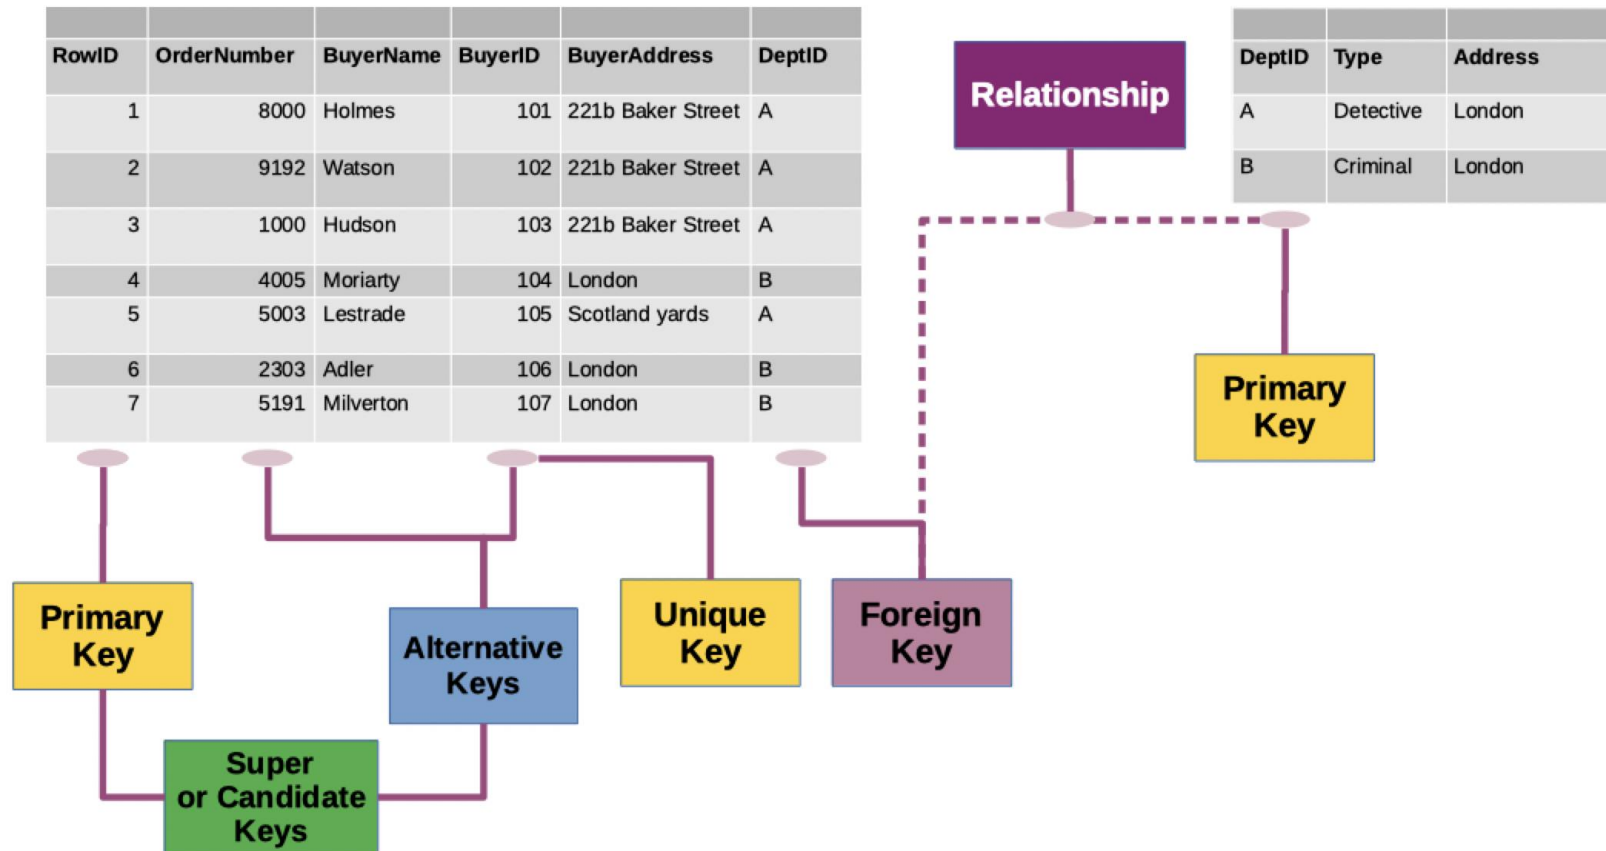 RowID OrderNumber BuyerName BuyerID BuyerAddress DeptID
1 8000 Holmes 101 221b Baker Street A
2 9192 Watson 102 221b Baker Street A
3 1000 Hudson 103 221b Baker Street A
4 4005 Moriarty 104 London B
5 5003 Lestrade 105 Scotland yards A
6 2303 Adler 106 London B
7 5191 Milverton 107 London B
Relationship
DeptID Type Address
A Detective London
B Criminal London
Primary
Key
Primary
Key
Alternative
Keys
Unique
Key
Foreign
Key
Super
or Candidate
Keys